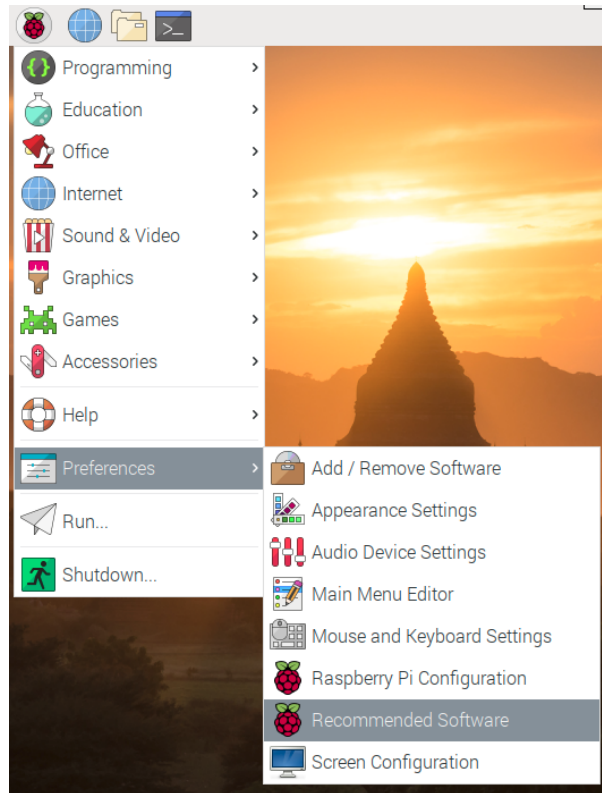 Programming
Education
Office
Internet
Sound & Video
Graphics
Games
Accessories
Help
Preferences
Run...
Shutdown...
Add / Remove Software
Appearance Settings
Audio Device Settings
Main Menu Editor
Mouse and Keyboard Settings
Raspberry Pi Configuration
Recommended Software
Screen Configuration